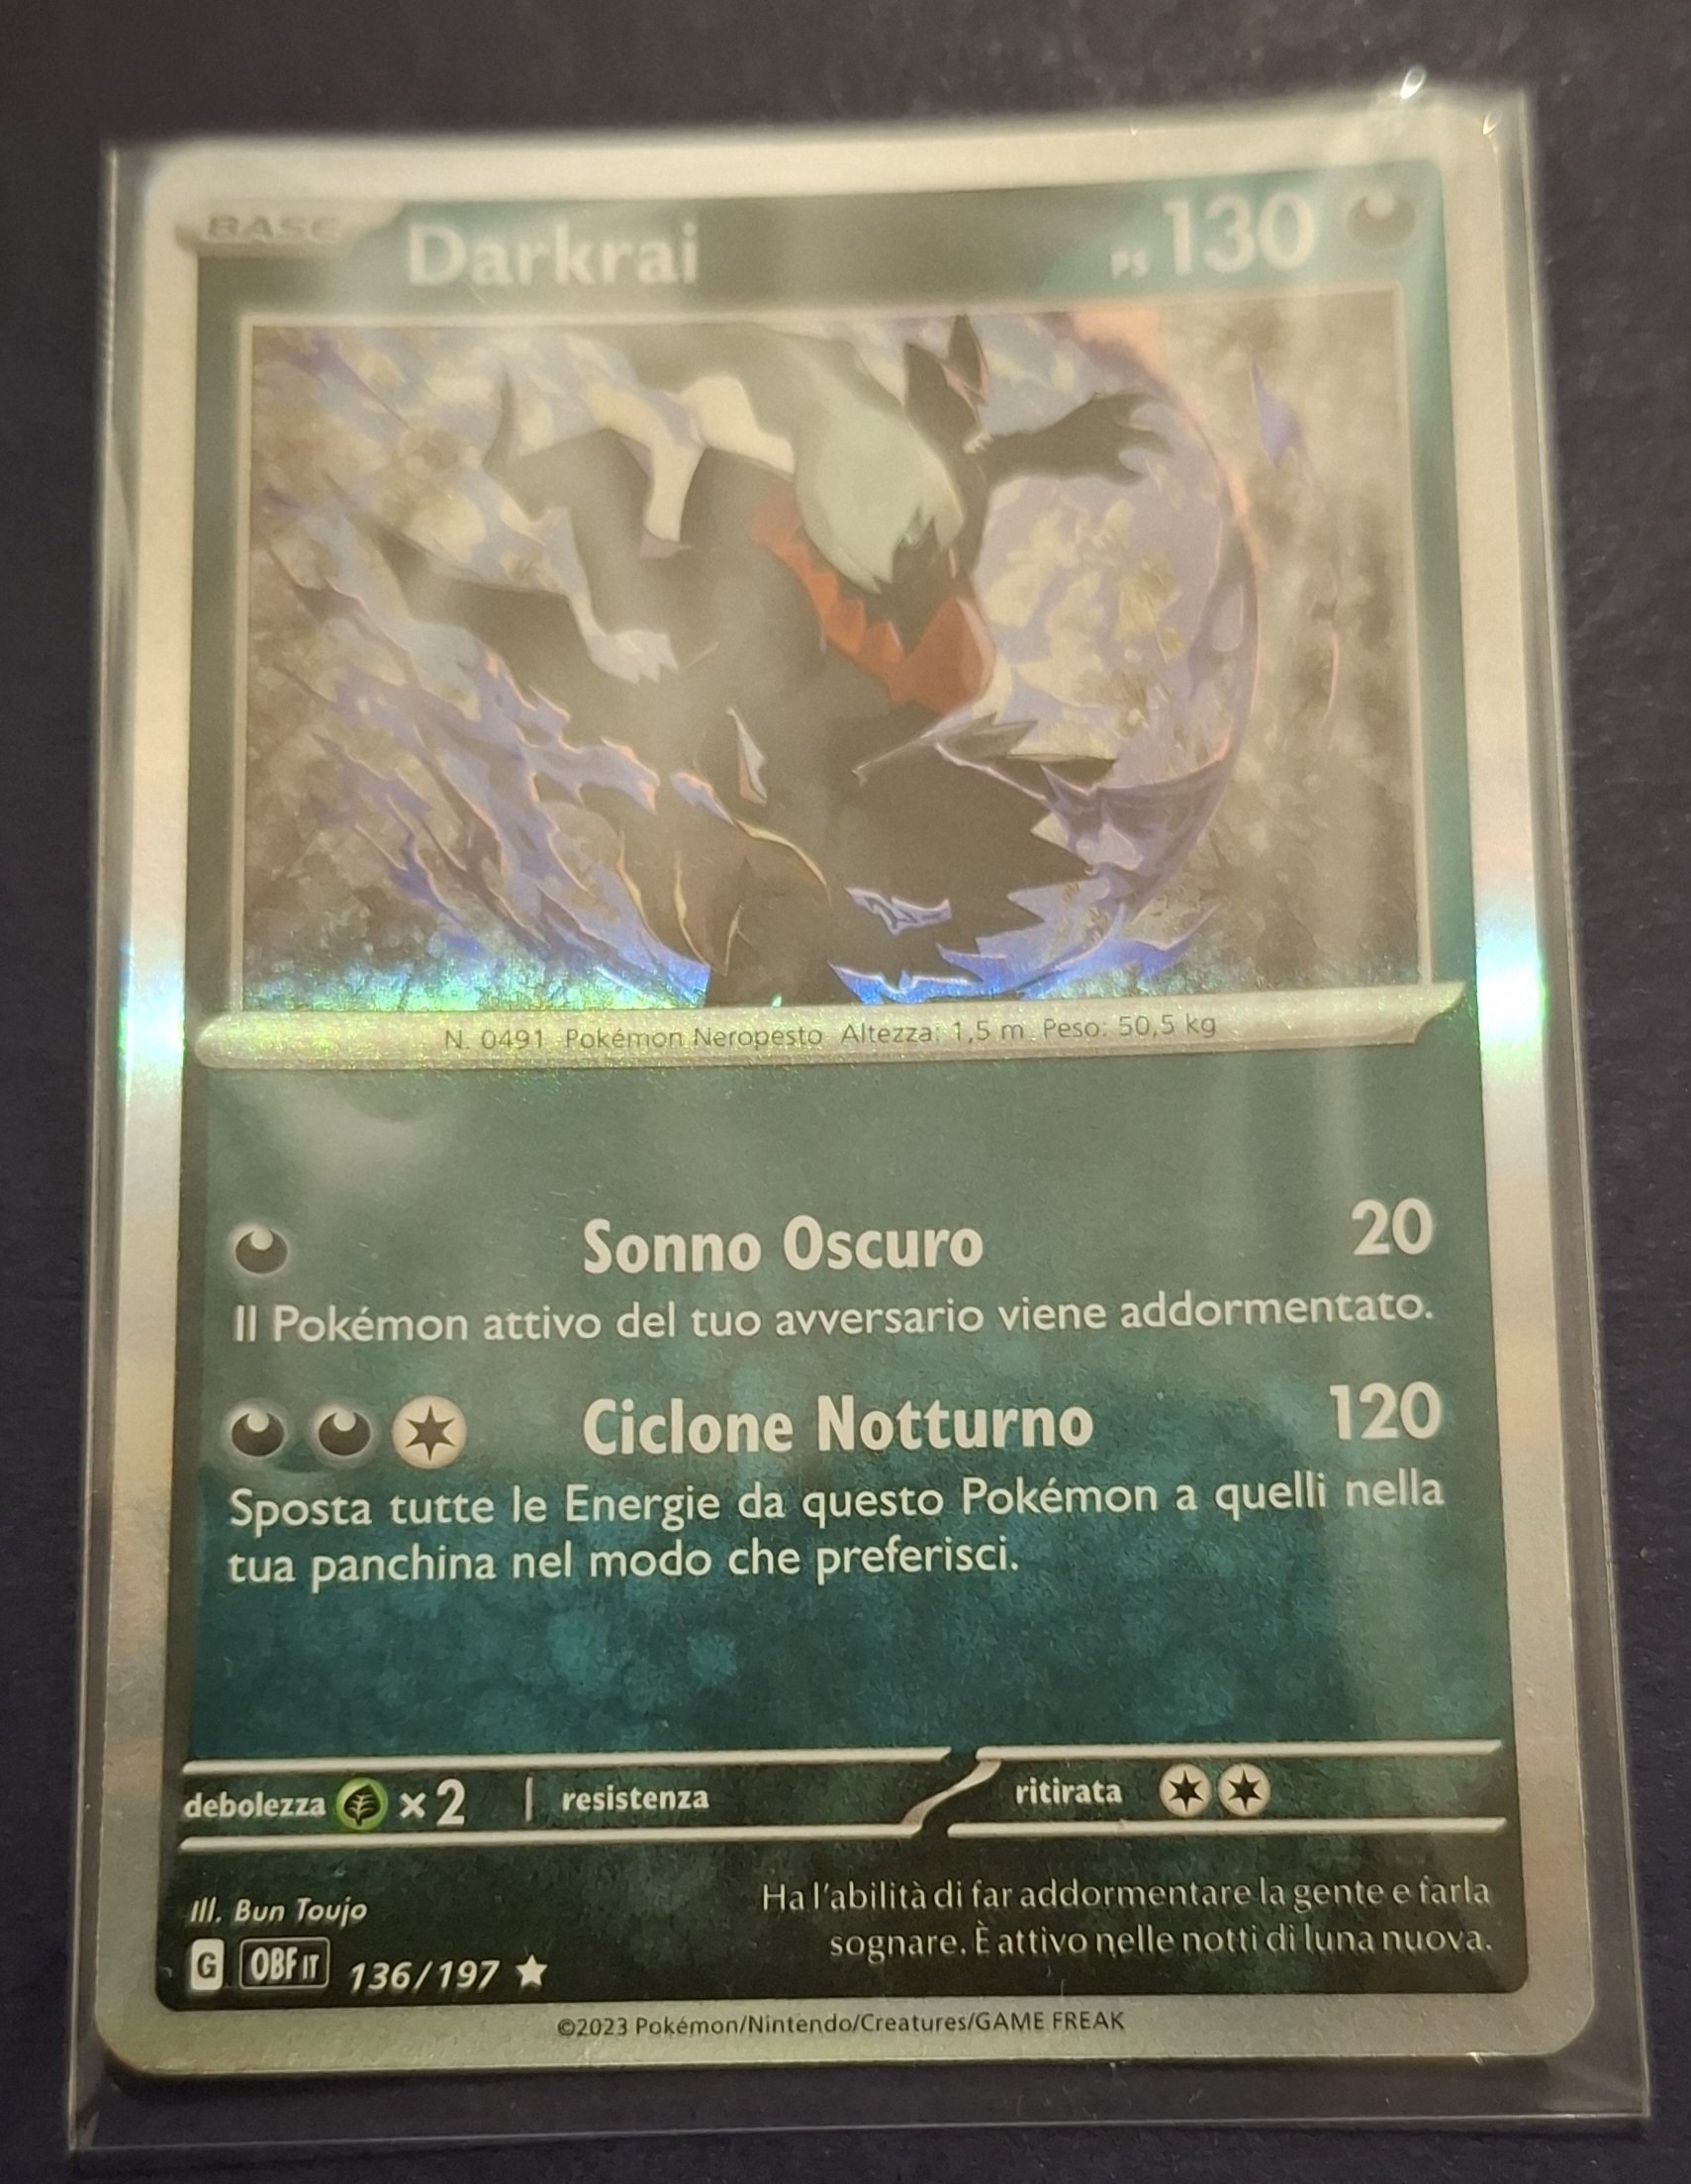 BASE Darkrai PS 130
N. 0491 Pokémon Neropesto Altezza: 1,5 m Peso: 50,5 kg
Sonno Oscuro 20
Il Pokémon attivo del tuo avversario viene addormentato.
Ciclone Notturno 120
Sposta tutte le Energie da questo Pokémon a quelli nella
tua panchina nel modo che preferisci.
debolezza ×2 | resistenza ritirata
Ill. Bun Toujo
Ha l'abilità di far addormentare la gente e farla
sognare. È attivo nelle notti di luna nuova.
G OBF IT 136/197
©2023 Pokémon/Nintendo/Creatures/GAME FREAK